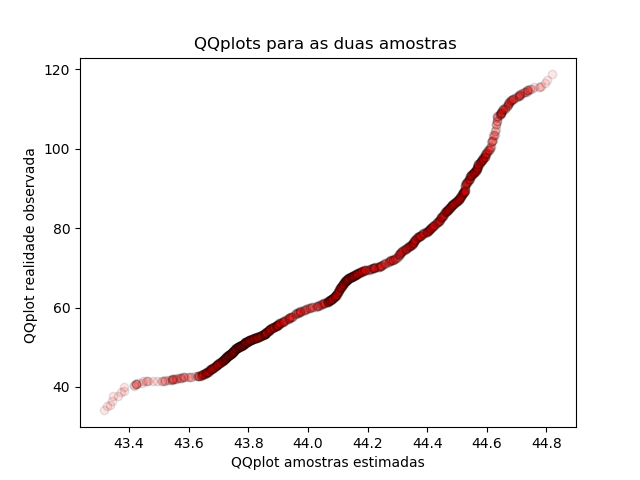 QQplots para as duas amostras
120
100
80
60
40
QQplot realidade observada
43.4 43.6 43.8 44.0 44.2 44.4 44.6 44.8
QQplot amostras estimadas